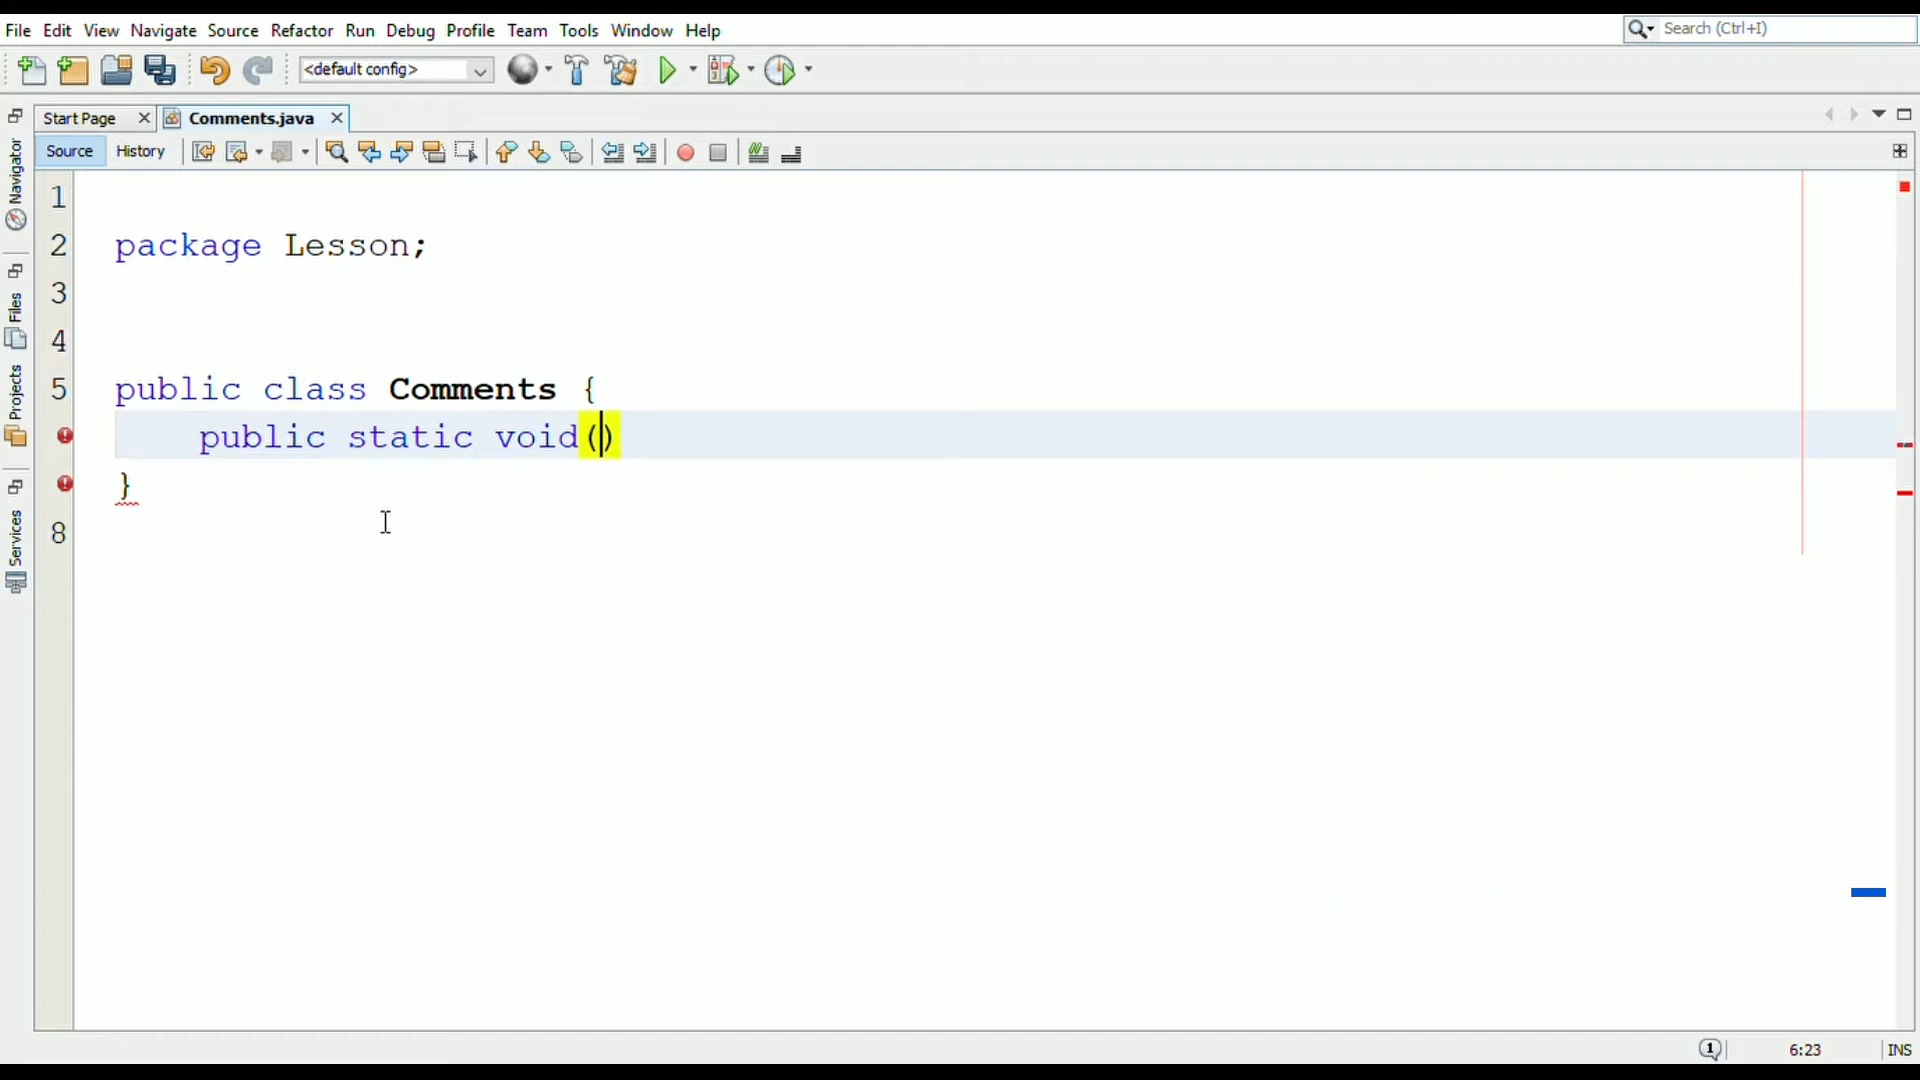 File Edit View Navigate Source Refactor Run Debug Profile Team Tools Window Help
Search (Ctrl+I)
<default config>
Start Page
Comments.java
Source History
Navigator
Files
Projects
Services
1
2 package Lesson;
3
4
5 public class Comments {
public static void()
}
8
1
6:23
INS